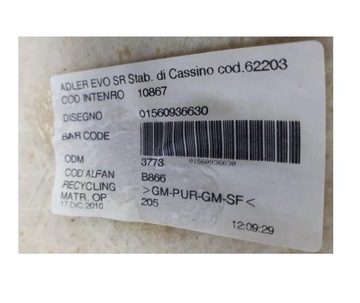 ADLER EVO SR Stab. di Cassino cod.62203
COD INTENRO 10867
DISEGNO 01560936630
BAR CODE
01560936630
ODM 3773
COD ALFAN B866
RECYCLING >GM-PUR-GM-SF<
MATR. OP 205
17.DIC.2010 12:09:29